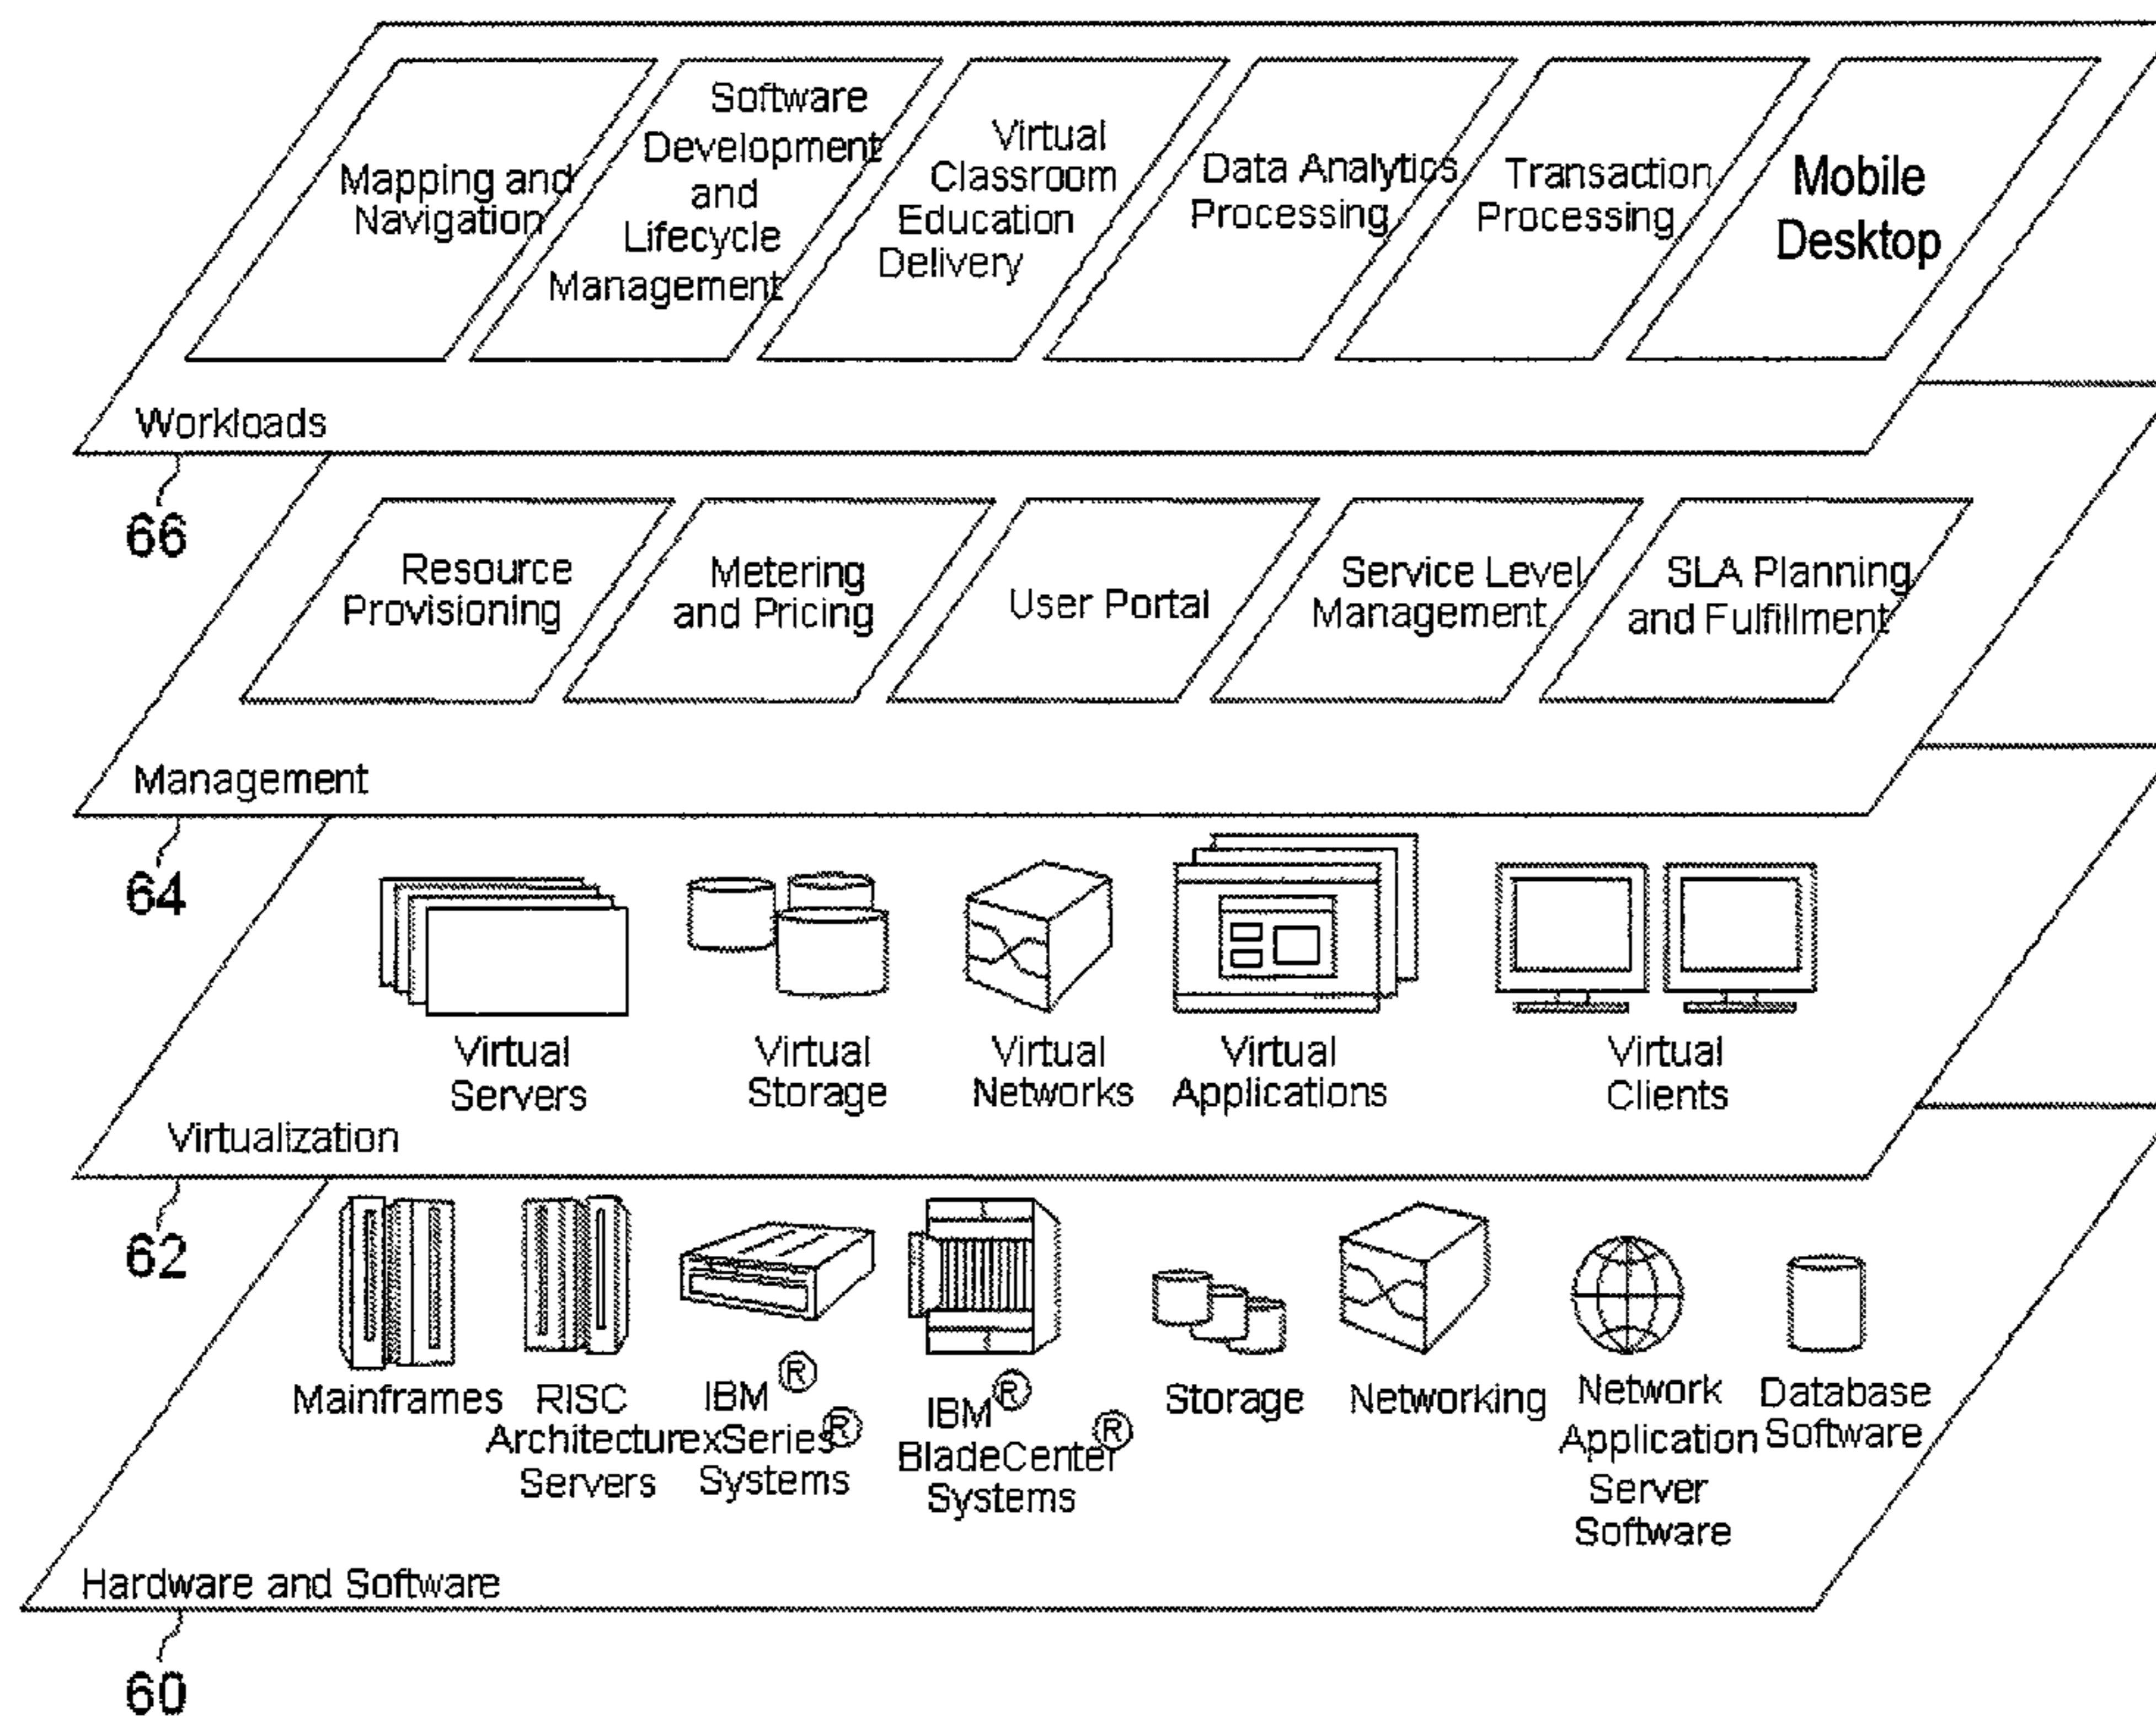 Mapping and
Navigation
Software
Development
and
Lifecycle
Management
Virtual
Classroom
Education
Delivery
Data Analytics
Processing
Transaction
Processing
Mobile
Desktop
Workloads
66
Resource
Provisioning
Metering
and Pricing
User Portal
Service Level
Management
SLA Planning
and Fulfillment
Management
64
Virtual
Servers
Virtual
Storage
Virtual
Networks
Virtual
Applications
Virtual
Clients
Virtualization
62
Mainframes
RISC
Architectur
Servers
IBM®
xSeries®
Systems
IBM®
BladeCenter®
Systems
Storage
Networking
Network
Application
Server
Software
Database
Software
Hardware and Software
60